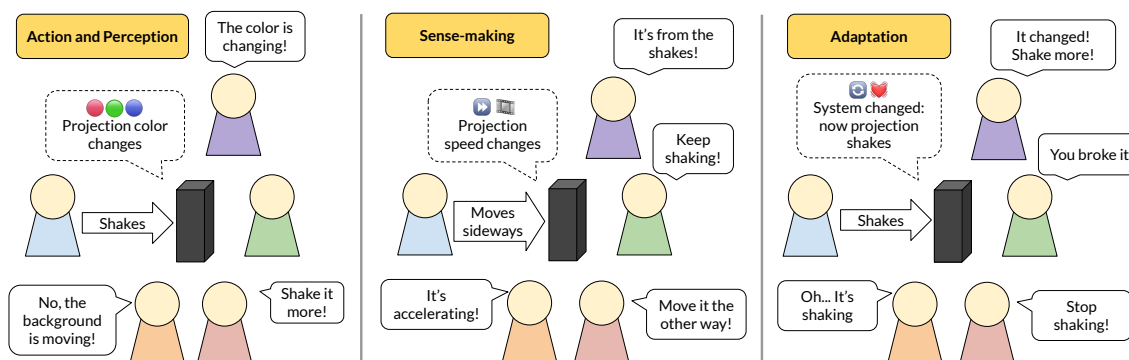 Action and Perception
The color is
changing!
Projection color
changes
Shakes
No, the
background
is moving!
Shake it
more!
Sense-making
It's from the
shakes!
Projection
speed changes
Keep
shaking!
Moves
sideways
It's
accelerating!
Move it the
other way!
Adaptation
It changed!
Shake more!
System changed:
now projection
shakes
You broke it
Shakes
Oh... It's
shaking
Stop
shaking!